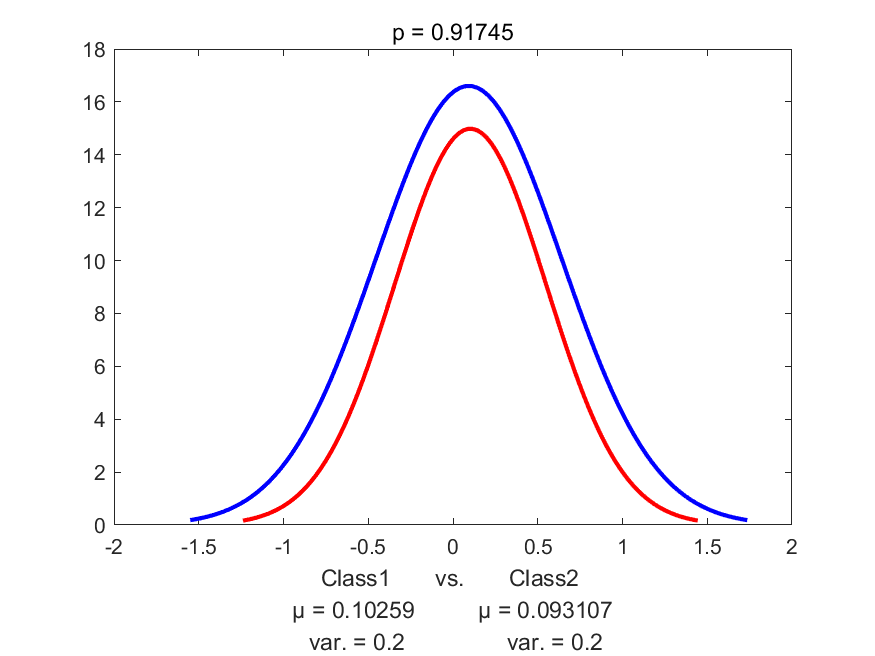 p = 0.91745
18
16
14
12
10
8
6
4
2
0
-2 -1.5 -1 -0.5 0 0.5 1 1.5 2
Class1 vs. Class2
μ = 0.10259 μ = 0.093107
var. = 0.2 var. = 0.2